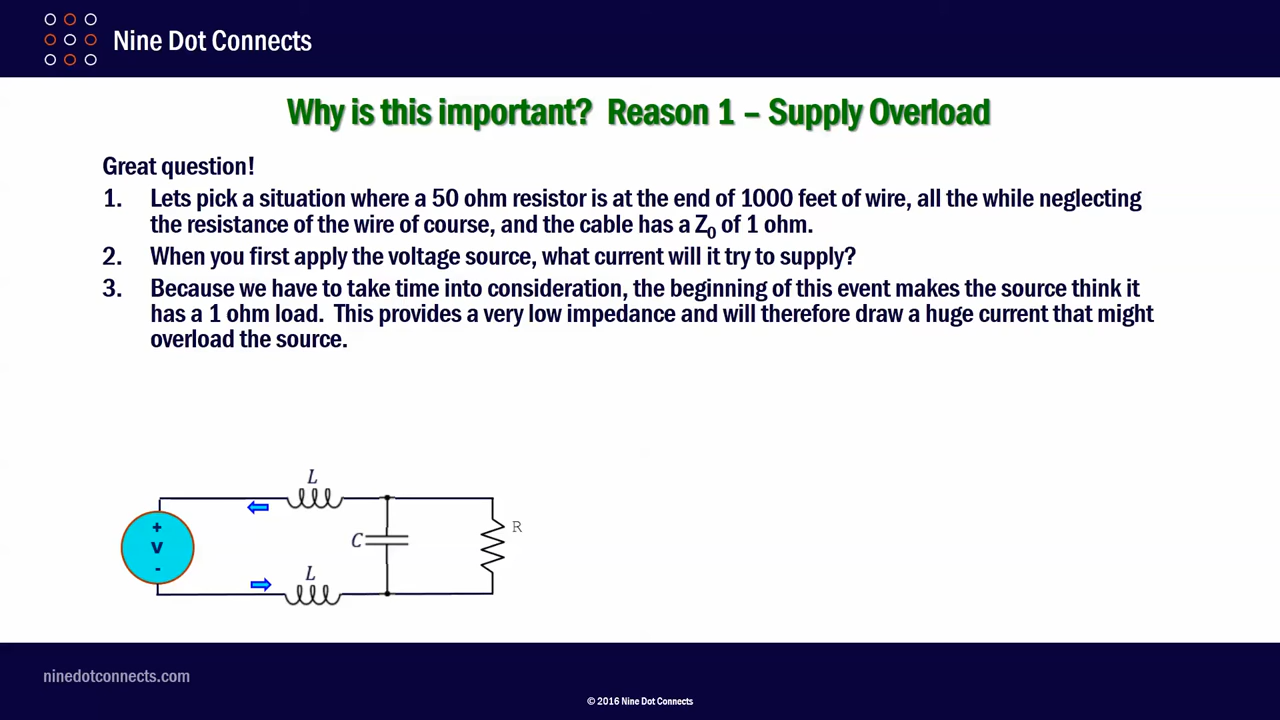 Nine Dot Connects
Why is this important? Reason 1 – Supply Overload
Great question!
1. Lets pick a situation where a 50 ohm resistor is at the end of 1000 feet of wire, all the while neglecting
the resistance of the wire of course, and the cable has a Z0 of 1 ohm.
2. When you first apply the voltage source, what current will it try to supply?
3. Because we have to take time into consideration, the beginning of this event makes the source think it
has a 1 ohm load. This provides a very low impedance and will therefore draw a huge current that might
overload the source.
L
+
V
-
C
R
L
ninedotconnects.com
© 2016 Nine Dot Connects